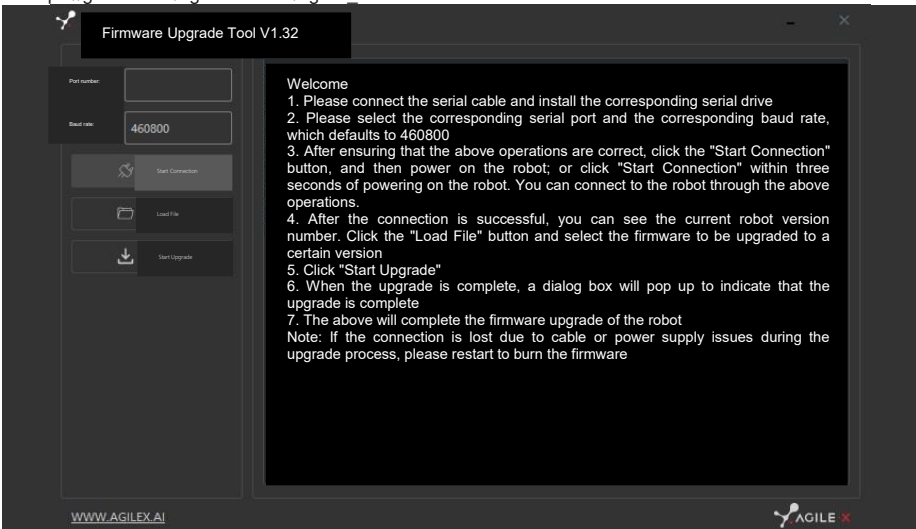 Firmware Upgrade Tool V1.32
Port number:
Baud rate:
460800
Start Connection
Load File
Start Upgrade
Welcome
1. Please connect the serial cable and install the corresponding serial drive
2. Please select the corresponding serial port and the corresponding baud rate,
which defaults to 460800
3. After ensuring that the above operations are correct, click the "Start Connection"
button, and then power on the robot; or click "Start Connection" within three
seconds of powering on the robot. You can connect to the robot through the above
operations.
4. After the connection is successful, you can see the current robot version
number. Click the "Load File" button and select the firmware to be upgraded to a
certain version
5. Click "Start Upgrade"
6. When the upgrade is complete, a dialog box will pop up to indicate that the
upgrade is complete
7. The above will complete the firmware upgrade of the robot
Note: If the connection is lost due to cable or power supply issues during the
upgrade process, please restart to burn the firmware
WWW.AGILEX.AI
AGILE X